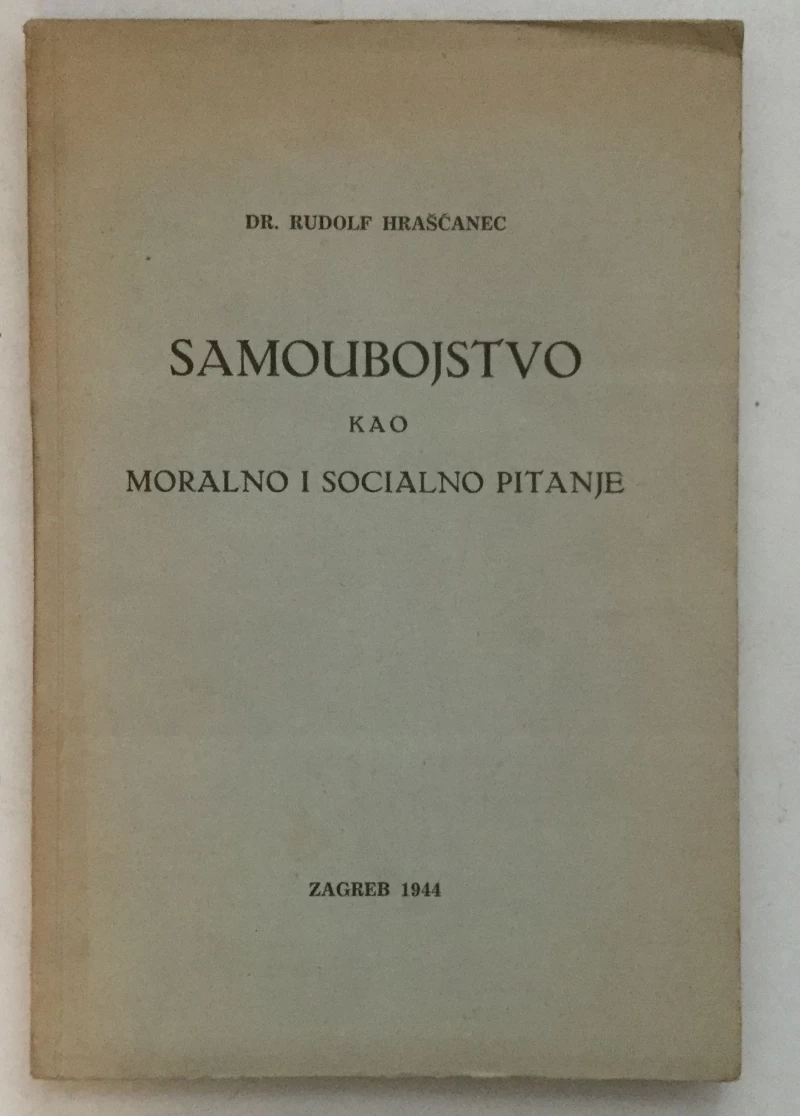 DR. RUDOLF HRAŠĆANEC
SAMOUBOJSTVO
KAO
MORALNO I SOCIALNO PITANJE
ZAGREB 1944